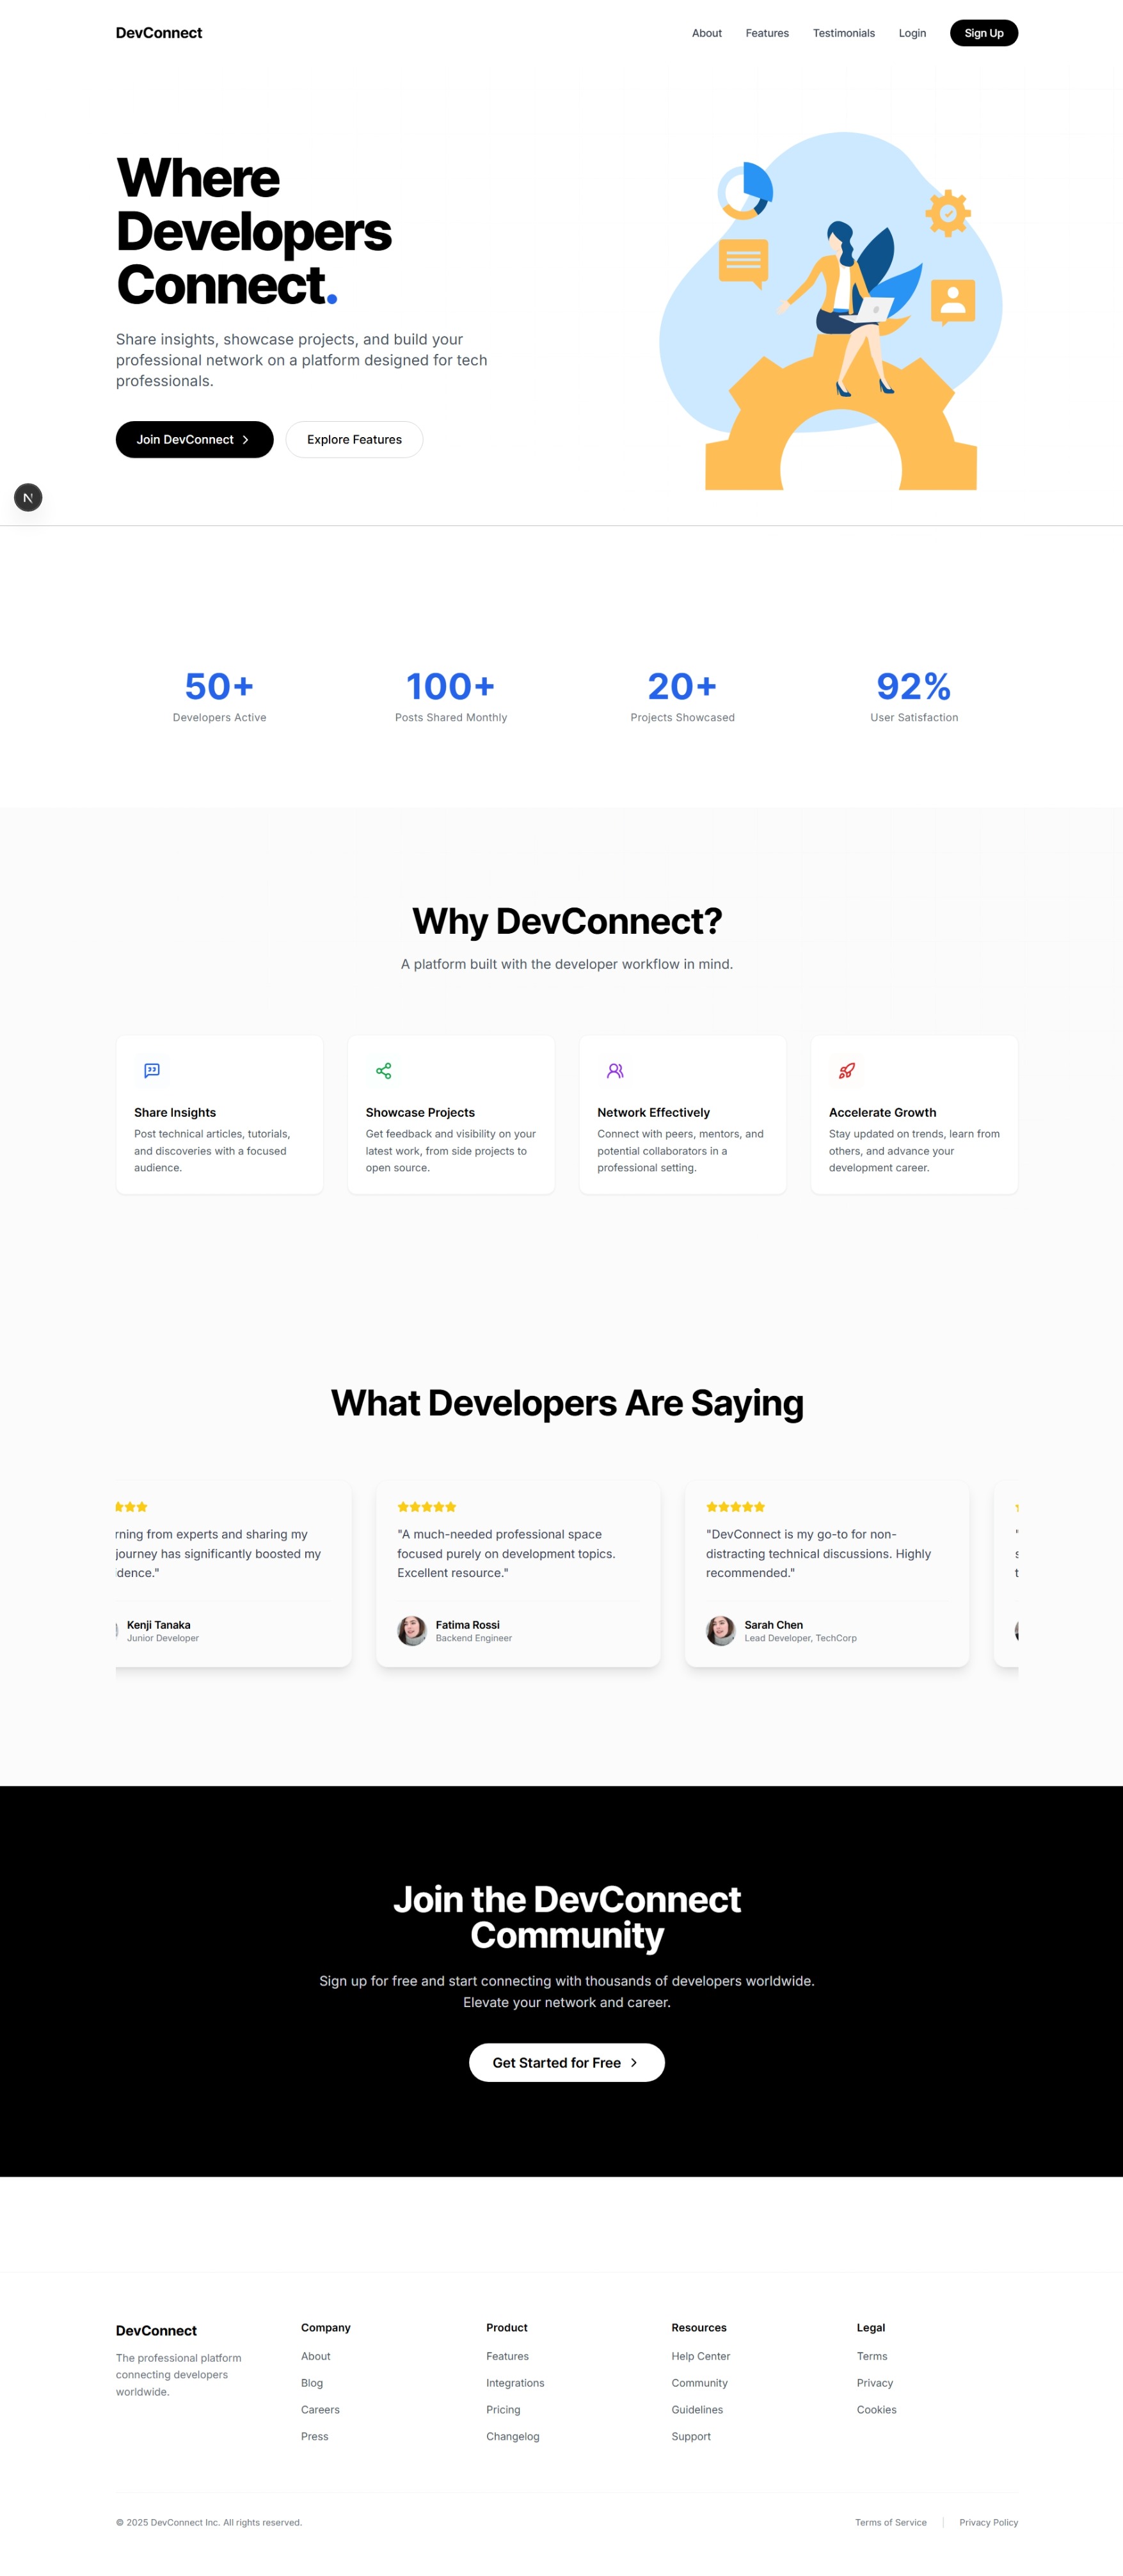 DevConnect
About
Features
Testimonials
Login
Sign Up
Where
Developers
Connect.
Share insights, showcase projects, and build your
professional network on a platform designed for tech
professionals.
Join DevConnect
Explore Features
N
50+
100+
20+
92%
Developers Active
Posts Shared Monthly
Projects Showcased
User Satisfaction
Why DevConnect?
A platform built with the developer workflow in mind.
Share Insights
Post technical articles, tutorials,
and discoveries with a focused
audience.
Showcase Projects
Get feedback and visibility on your
latest work, from side projects to
open source.
Network Effectively
Connect with peers, mentors, and
potential collaborators in a
professional setting.
Accelerate Growth
Stay updated on trends, learn from
others, and advance your
development career.
What Developers Are Saying
rning from experts and sharing my
journey has significantly boosted my
idence."
Kenji Tanaka
Junior Developer
"A much-needed professional space
focused purely on development topics.
Excellent resource."
Fatima Rossi
Backend Engineer
"DevConnect is my go-to for non-
distracting technical discussions. Highly
recommended."
Sarah Chen
Lead Developer, TechCorp
Join the DevConnect
Community
Sign up for free and start connecting with thousands of developers worldwide.
Elevate your network and career.
Get Started for Free
DevConnect
The professional platform
connecting developers
worldwide.
Company
About
Blog
Careers
Press
Product
Features
Integrations
Pricing
Changelog
Resources
Help Center
Community
Guidelines
Support
Legal
Terms
Privacy
Cookies
© 2025 DevConnect Inc. All rights reserved.
Terms of Service
Privacy Policy